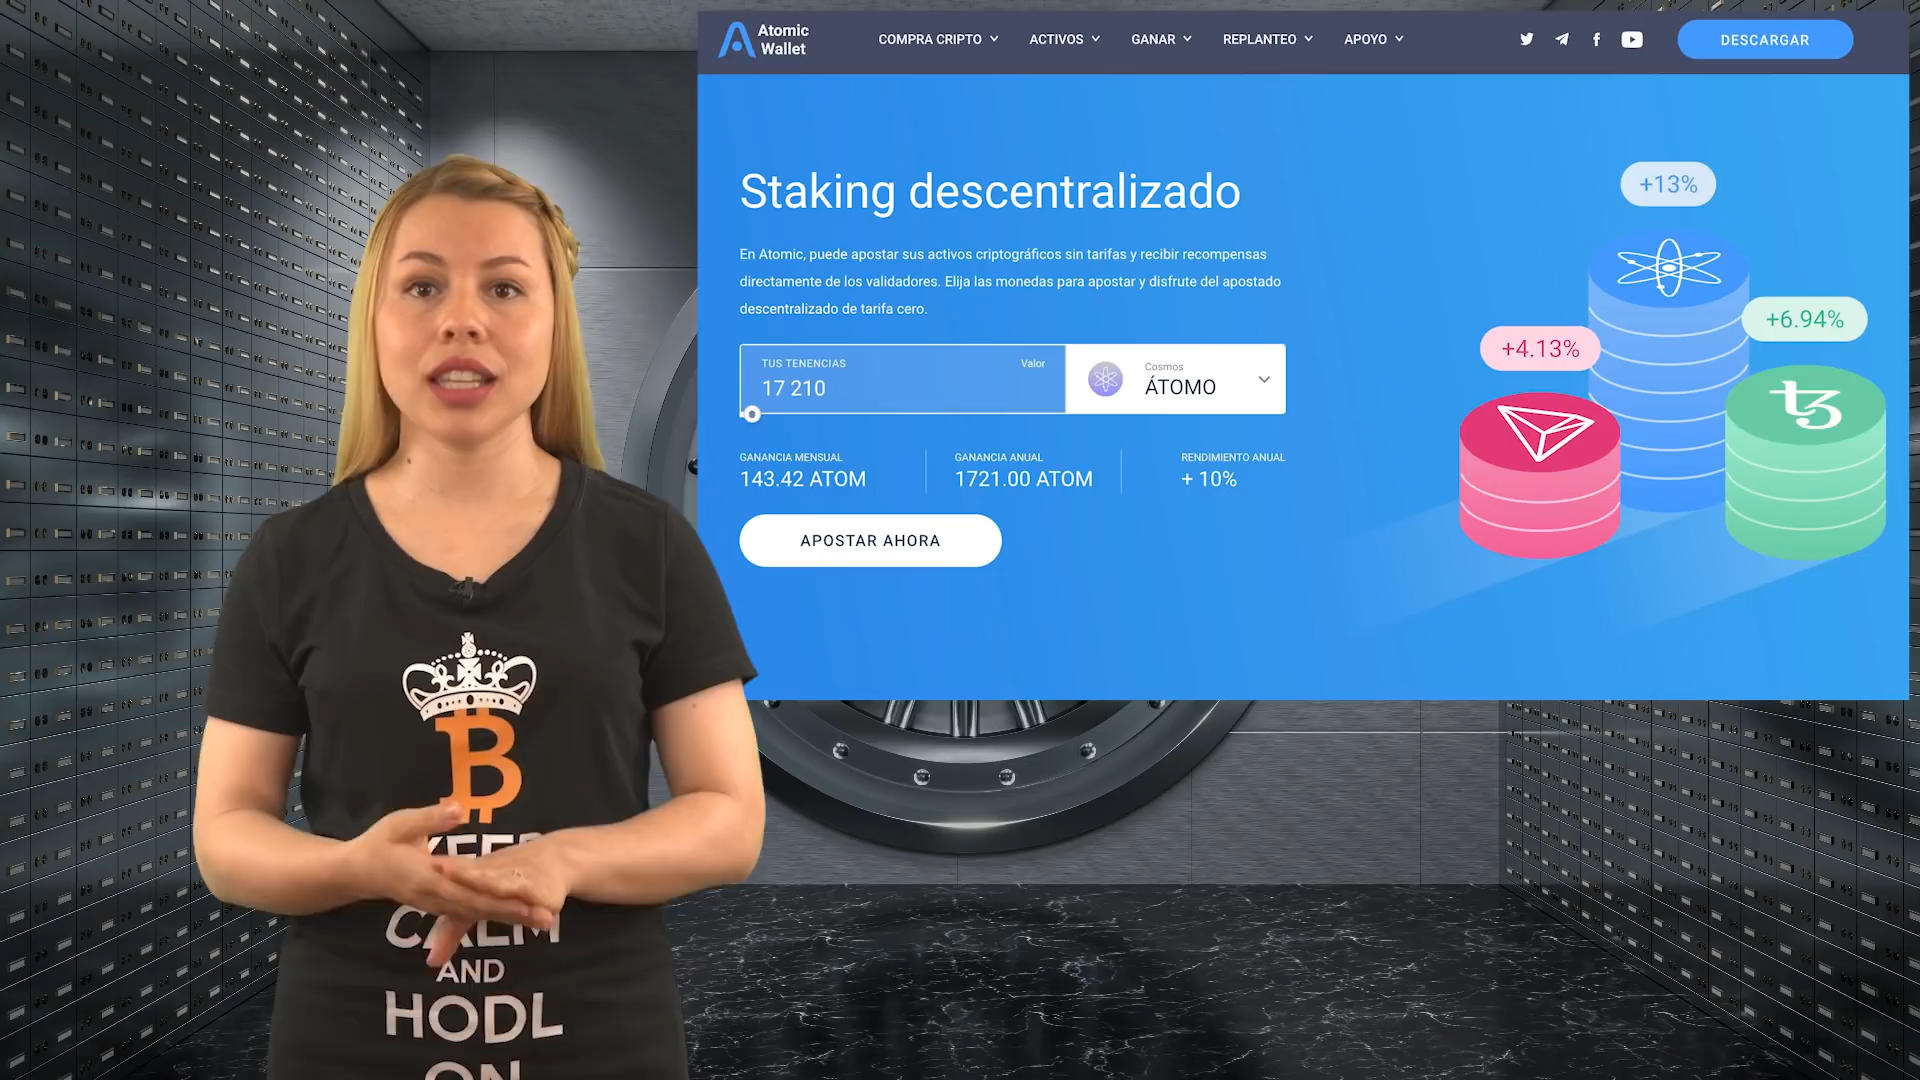 Atomic
Wallet
COMPRA CRIPTO
ACTIVOS
GANAR
REPLANTEO
APOYO
DESCARGAR
Staking descentralizado
En Atomic, puede apostar sus activos criptográficos sin tarifas y recibir recompensas
directamente de los validadores. Elija las monedas para apostar y disfrute del apostado
descentralizado de tarifa cero.
TUS TENENCIAS
Valor
17 210
Cosmos
ÁTOMO
GANANCIA MENSUAL
143.42 ATOM
GANANCIA ANUAL
1721.00 ATOM
RENDIMIENTO ANUAL
+ 10%
APOSTAR AHORA
+13%
+6.94%
+4.13%
KEEP
CALM
AND
HODL
ON